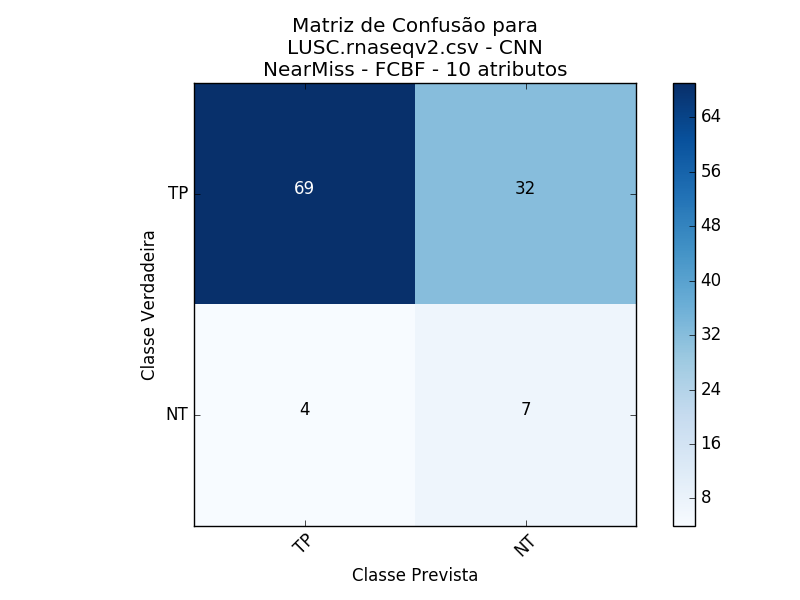 Matriz de Confusão para
LUSC.rnaseqv2.csv - CNN
NearMiss - FCBF - 10 atributos
TP
69
32
NT
4
7
TP
NT
Classe Verdadeira
Classe Prevista
64
56
48
40
32
24
16
8